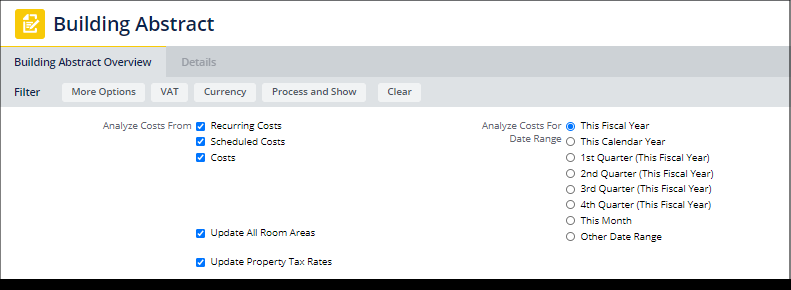 Building Abstract
Building Abstract Overview Details
Filter More Options VAT Currency Process and Show Clear
Analyze Costs From Recurring Costs Analyze Costs For This Fiscal Year
Scheduled Costs Date Range This Calendar Year
Costs 1st Quarter (This Fiscal Year)
2nd Quarter (This Fiscal Year)
3rd Quarter (This Fiscal Year)
4th Quarter (This Fiscal Year)
This Month
Update All Room Areas Other Date Range
Update Property Tax Rates